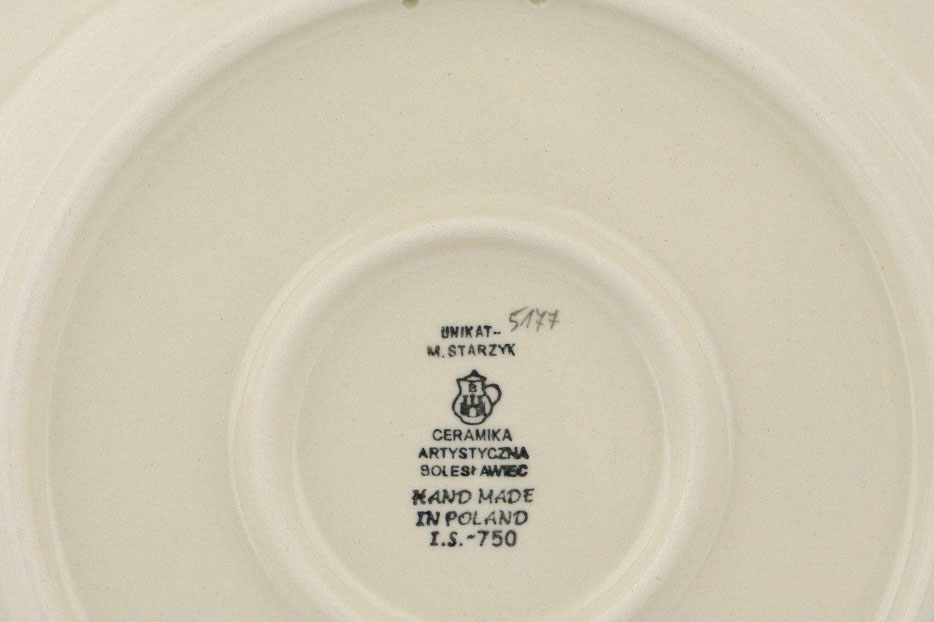 UNIKAT- 5177
M. STARZYK
B
CERAMIKA
ARTYSTYCZNA
BOLESŁAWIEC
HAND MADE
IN POLAND
I.S.-750